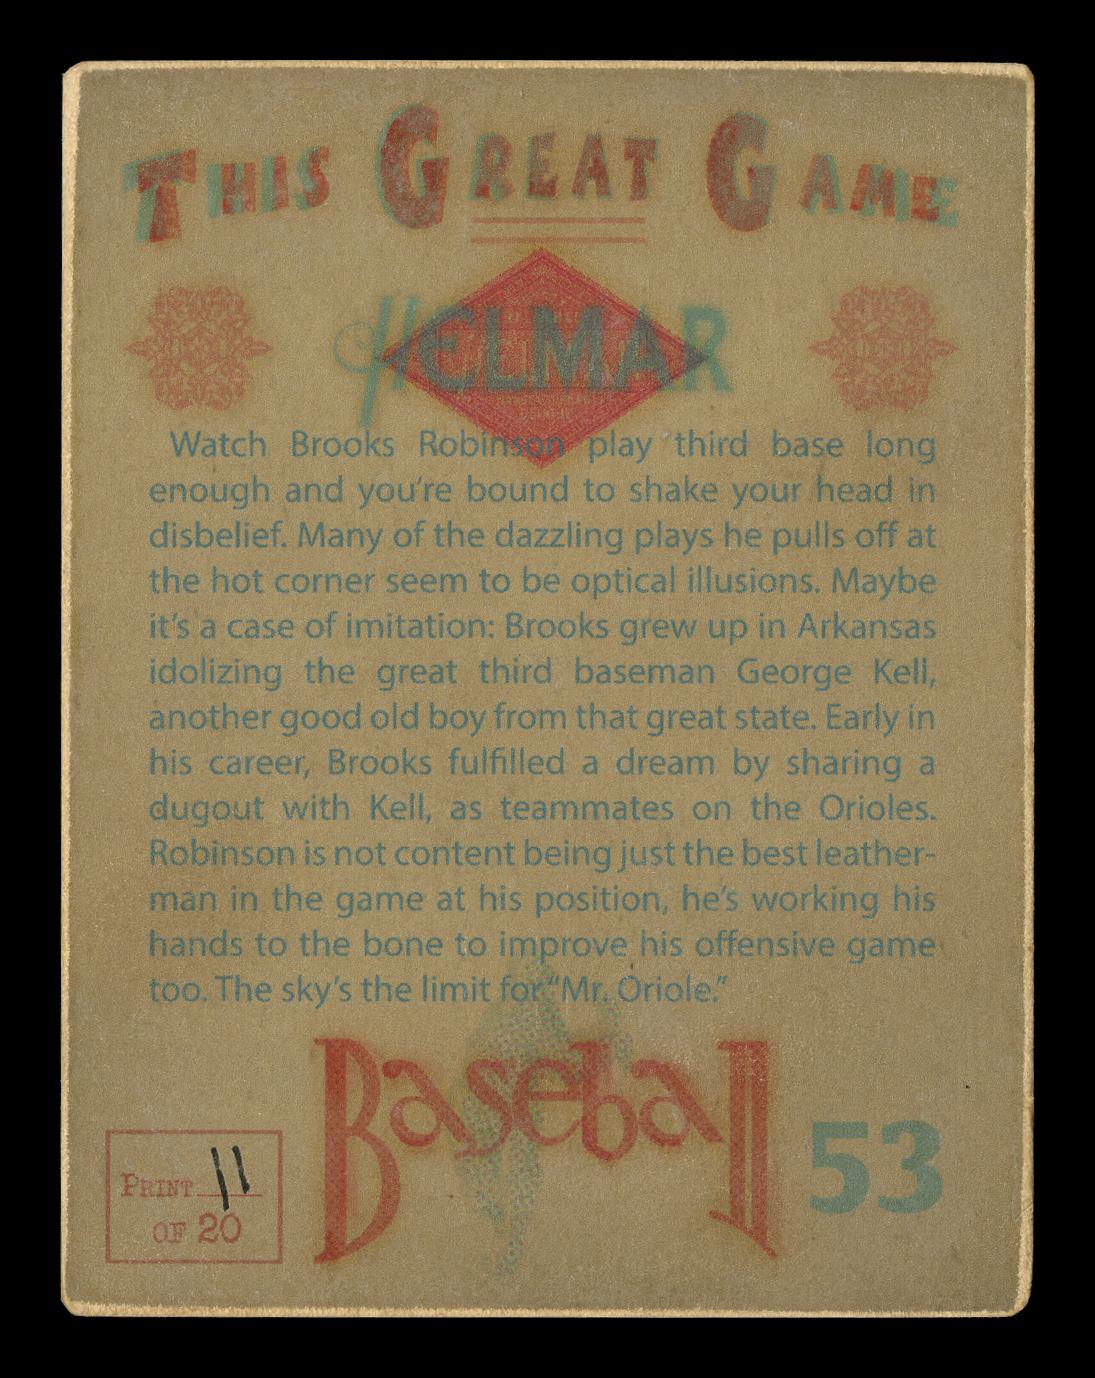 THIS GREAT GAME
HELMAR
Watch Brooks Robinson play third base long
enough and you're bound to shake your head in
disbelief. Many of the dazzling plays he pulls off at
the hot corner seem to be optical illusions. Maybe
it's a case of imitation: Brooks grew up in Arkansas
idolizing the great third baseman George Kell,
another good old boy from that great state. Early in
his career, Brooks fulfilled a dream by sharing a
dugout with Kell, as teammates on the Orioles.
Robinson is not content being just the best leather-
man in the game at his position, he's working his
hands to the bone to improve his offensive game
too. The sky's the limit for "Mr. Oriole."
Baseball
53
PRINT 11
OF 20